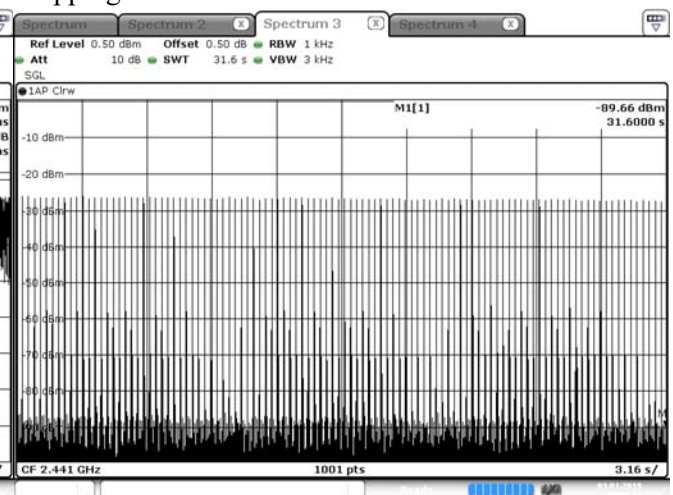 Spectrum Spectrum 2 X Spectrum 3 X Spectrum 4 X
Ref Level 0.50 dBm Offset 0.50 dB RBW 1 kHz
Att 10 dB SWT 31.6 s VBW 3 kHz
SGL
1AP Clrw
M1[1] -89.66 dBm
31.6000 s
-10 dBm
-20 dBm
-30 dBm
-40 dBm
-50 dBm
-60 dBm
-70 dBm
-80 dBm
CF 2.441 GHz 1001 pts 3.16 s/